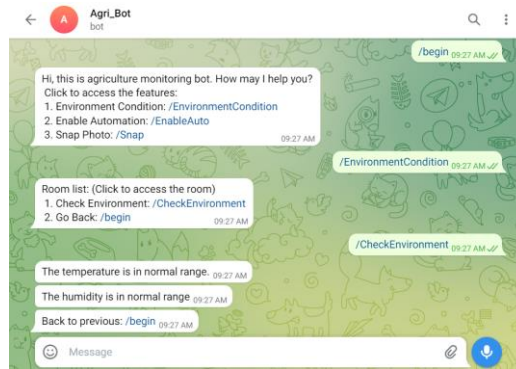 A
Agri_Bot
bot
/begin 09:27 AM
Hi, this is agriculture monitoring bot. How may I help you?
Click to access the features:
1. Environment Condition: /EnvironmentCondition
2. Enable Automation: /EnableAuto
3. Snap Photo: /Snap
09:27 AM
/EnvironmentCondition 09:27 AM
Room list: (Click to access the room)
1. Check Environment: /CheckEnvironment
2. Go Back: /begin
09:27 AM
/CheckEnvironment 09:27 AM
The temperature is in normal range. 09:27 AM
The humidity is in normal range 09:27 AM
Back to previous: /begin 09:27 AM
Message